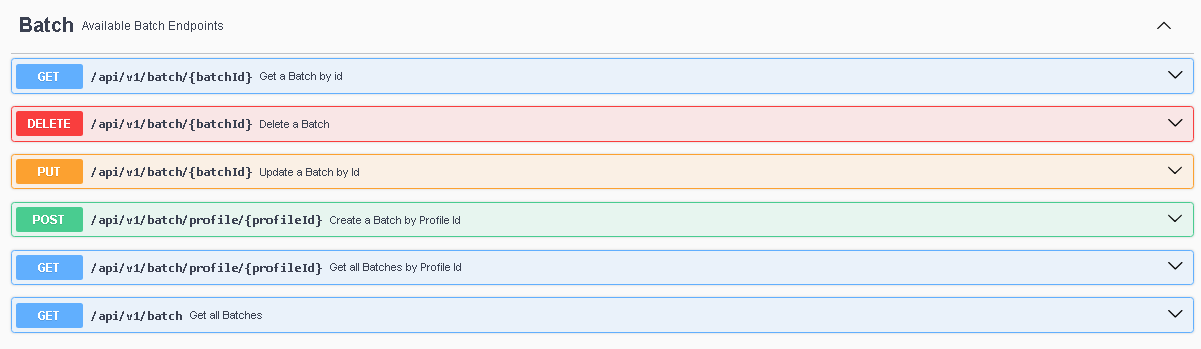 Batch Available Batch Endpoints
GET /api/v1/batch/{batchId} Get a Batch by id
DELETE /api/v1/batch/{batchId} Delete a Batch
PUT /api/v1/batch/{batchId} Update a Batch by Id
POST /api/v1/batch/profile/{profileId} Create a Batch by Profile Id
GET /api/v1/batch/profile/{profileId} Get all Batches by Profile Id
GET /api/v1/batch Get all Batches